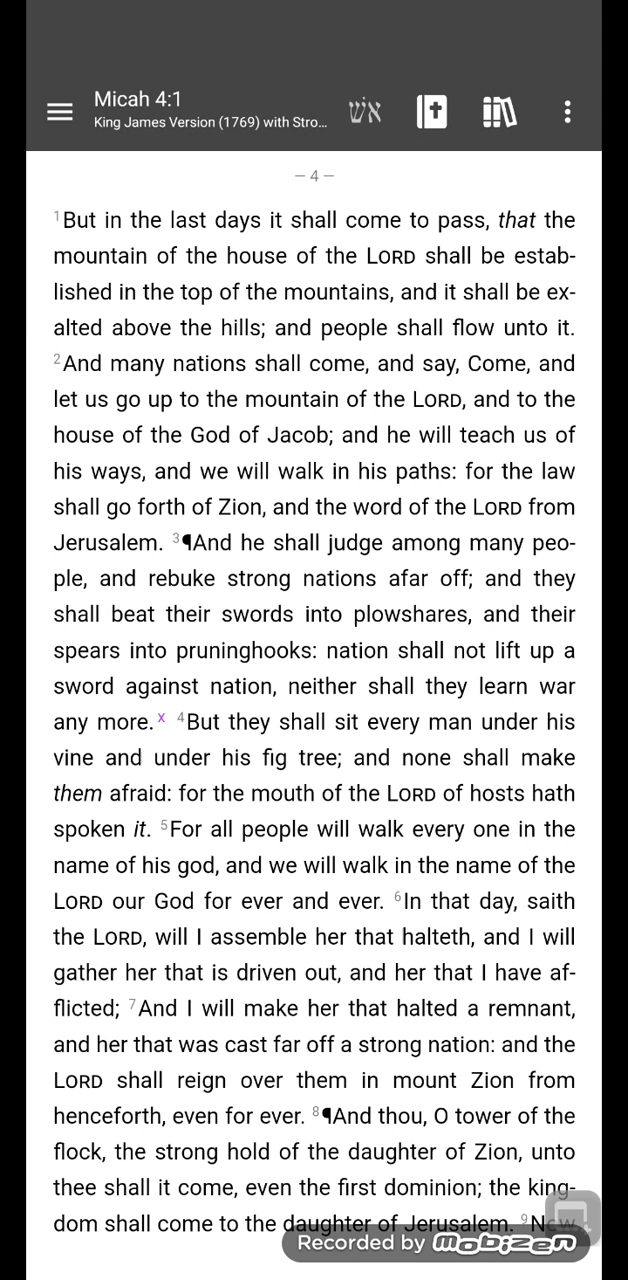 Micah 4:1
King James Version (1769) with Stro...
אשׁ
– 4 –
1But in the last days it shall come to pass, that the
mountain of the house of the LORD shall be estab-
lished in the top of the mountains, and it shall be ex-
alted above the hills; and people shall flow unto it.
2And many nations shall come, and say, Come, and
let us go up to the mountain of the LORD, and to the
house of the God of Jacob; and he will teach us of
his ways, and we will walk in his paths: for the law
shall go forth of Zion, and the word of the LORD from
Jerusalem. 3¶And he shall judge among many peo-
ple, and rebuke strong nations afar off; and they
shall beat their swords into plowshares, and their
spears into pruninghooks: nation shall not lift up a
sword against nation, neither shall they learn war
any more.x 4But they shall sit every man under his
vine and under his fig tree; and none shall make
them afraid: for the mouth of the LORD of hosts hath
spoken it. 5For all people will walk every one in the
name of his god, and we will walk in the name of the
LORD our God for ever and ever. 6In that day, saith
the LORD, will I assemble her that halteth, and I will
gather her that is driven out, and her that I have af-
flicted; 7And I will make her that halted a remnant,
and her that was cast far off a strong nation: and the
LORD shall reign over them in mount Zion from
henceforth, even for ever. 8¶And thou, O tower of the
flock, the strong hold of the daughter of Zion, unto
thee shall it come, even the first dominion; the king-
dom shall come to the daughter of Jerusalem. 9Now
Recorded by Mobizen